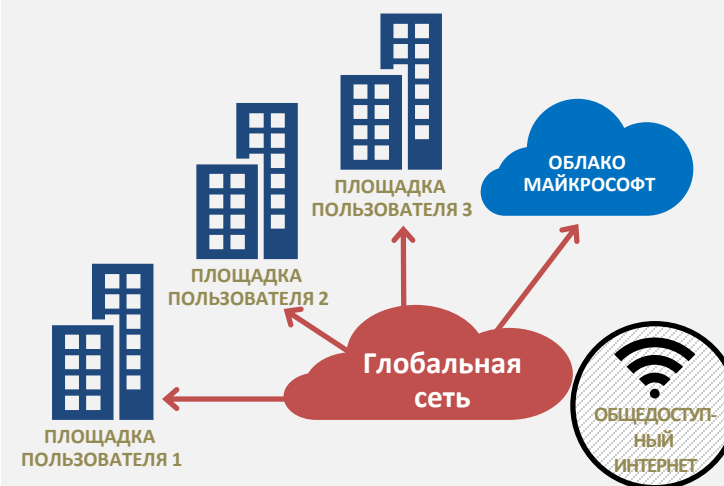 ПЛОЩАДКА
ПОЛЬЗОВАТЕЛЯ 3
ОБЛАКО
МАЙКРОСОФТ
ПЛОЩАДКА
ПОЛЬЗОВАТЕЛЯ 2
Глобальная
сеть
ПЛОЩАДКА
ПОЛЬЗОВАТЕЛЯ 1
ОБЩЕДОСТУП-
НЫЙ
ИНТЕРНЕТ